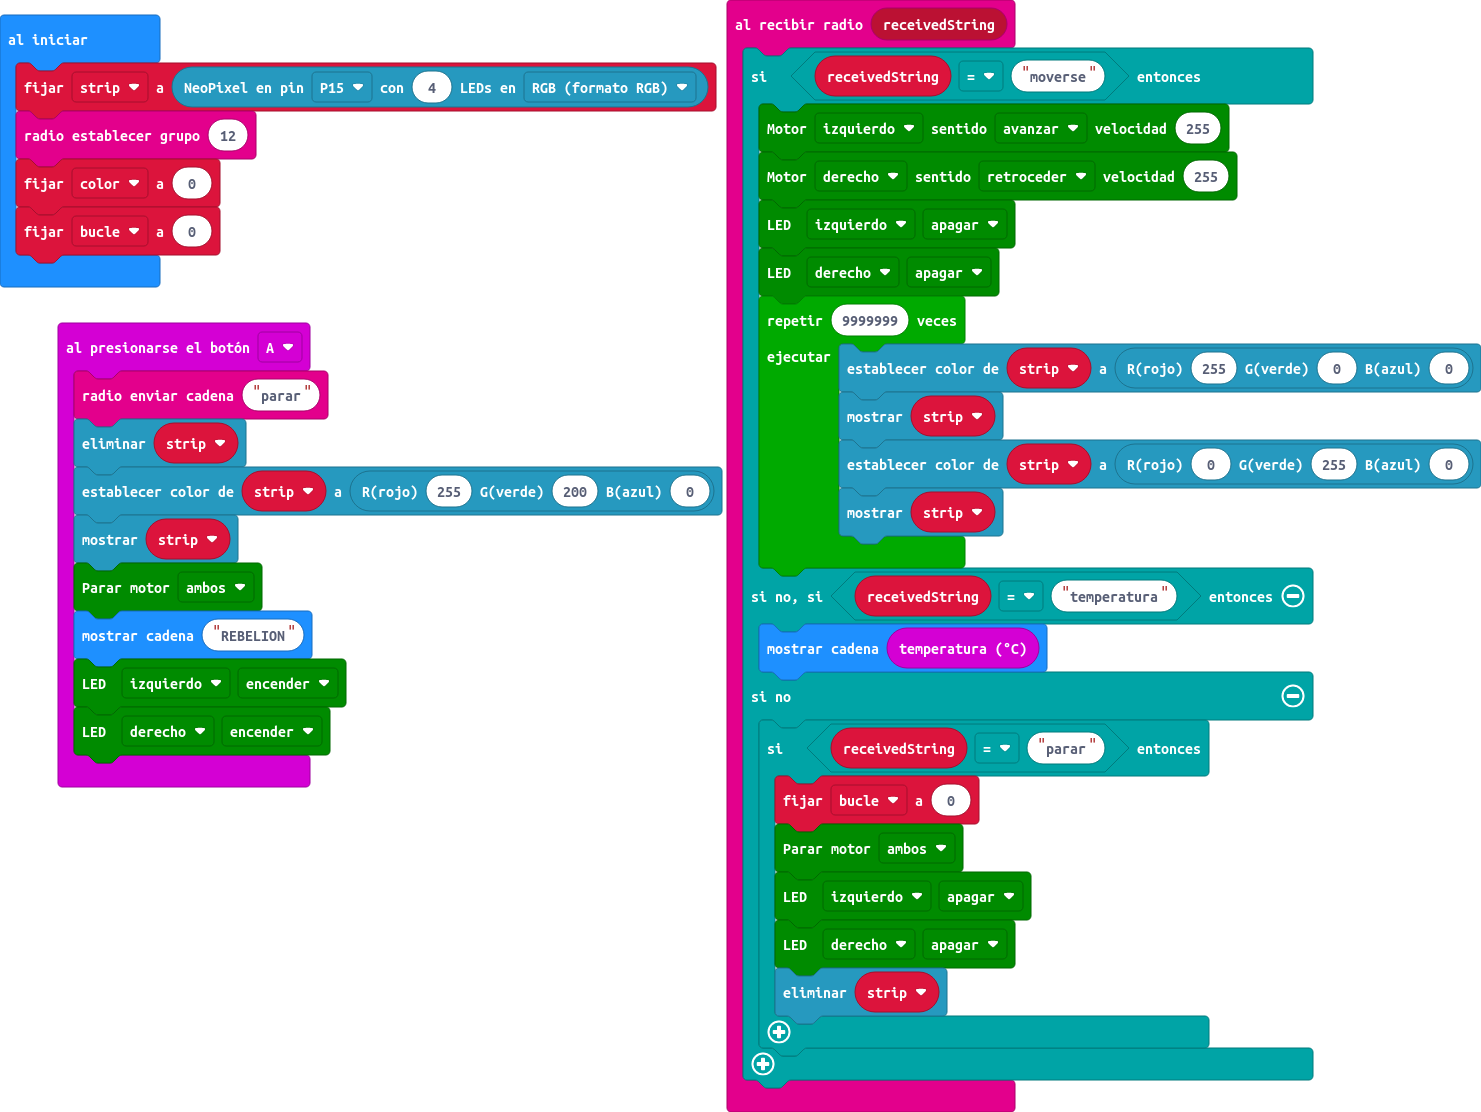 al iniciar
fijar strip a NeoPixel en pin P15 con 4 LEDs en RGB (formato RGB)
radio establecer grupo 12
fijar color a 0
fijar bucle a 0
al presionarse el botón A
radio enviar cadena "parar"
eliminar strip
establecer color de strip a R(rojo) 255 G(verde) 200 B(azul) 0
mostrar strip
Parar motor ambos
mostrar cadena "REBELION"
LED izquierdo encender
LED derecho encender
al recibir radio receivedString
si receivedString = "moverse" entonces
Motor izquierdo sentido avanzar velocidad 255
Motor derecho sentido retroceder velocidad 255
LED izquierdo apagar
LED derecho apagar
repetir 9999999 veces
ejecutar establecer color de strip a R(rojo) 255 G(verde) 0 B(azul) 0
mostrar strip
establecer color de strip a R(rojo) 0 G(verde) 255 B(azul) 0
mostrar strip
si no, si receivedString = "temperatura" entonces
mostrar cadena temperatura (°C)
si no
si receivedString = "parar" entonces
fijar bucle a 0
Parar motor ambos
LED izquierdo apagar
LED derecho apagar
eliminar strip